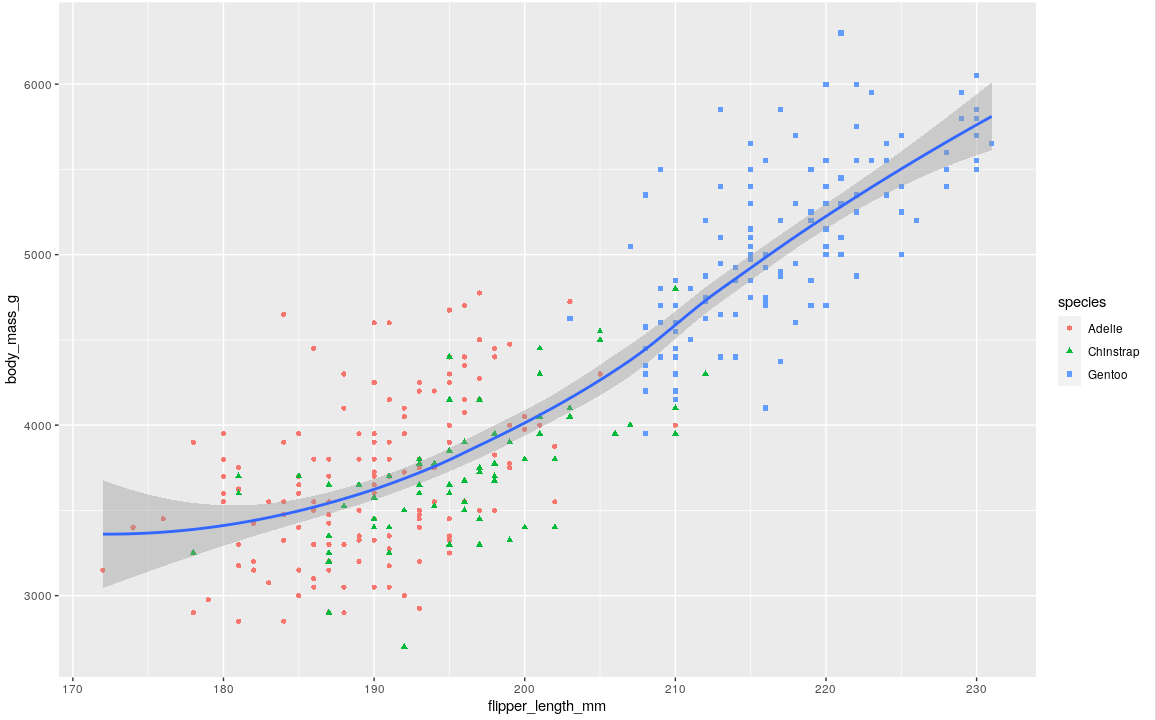 6000
5000
4000
3000
body_mass_g
170 180 190 200 210 220 230
flipper_length_mm
species
Adelie
Chinstrap
Gentoo